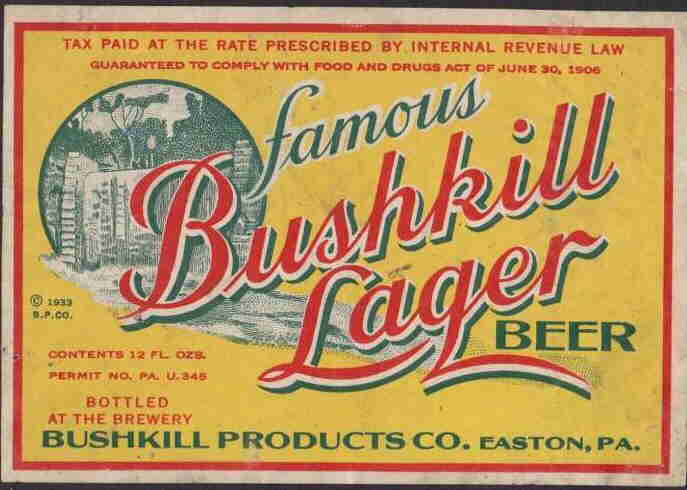 TAX PAID AT THE RATE PRESCRIBED BY INTERNAL REVENUE LAW
GUARANTEED TO COMPLY WITH FOOD AND DRUGS ACT OF JUNE 30, 1906
famous
Bushkill
Lager
BEER
© 1933
B.P.CO.
CONTENTS 12 FL. OZS.
PERMIT NO. PA. U.345
BOTTLED
AT THE BREWERY
BUSHKILL PRODUCTS CO. EASTON, PA.